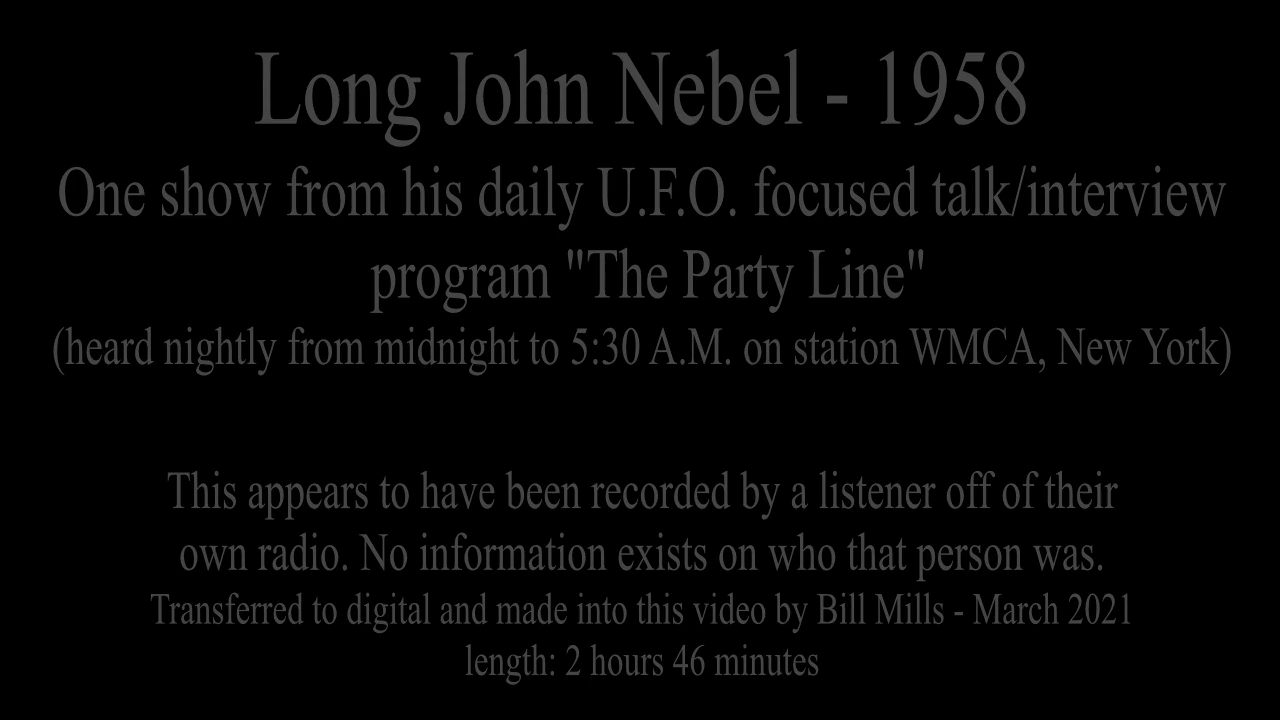 Long John Nebel - 1958
One show from his daily U.F.O. focused talk/interview
program "The Party Line"
(heard nightly from midnight to 5:30 A.M. on station WMCA, New York)
This appears to have been recorded by a listener off of their
own radio. No information exists on who that person was.
Transferred to digital and made into this video by Bill Mills - March 2021
length: 2 hours 46 minutes